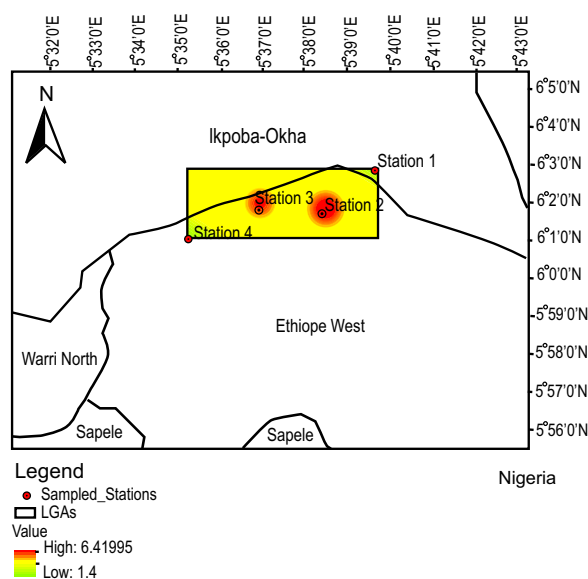 5°32'0"E 5°33'0"E 5°34'0"E 5°35'0"E 5°36'0"E 5°37'0"E 5°38'0"E 5°39'0"E 5°40'0"E 5°41'0"E 5°42'0"E 5°43'0"E
N
6°5'0"N
6°4'0"N
Ikpoba-Okha
Station 1
6°3'0"N
Station 3
Station 2
6°2'0"N
Station 4
6°1'0"N
6°0'0"N
5°59'0"N
Ethiope West
Warri North
5°58'0"N
5°57'0"N
Sapele
Sapele
5°56'0"N
Legend
Nigeria
Sampled_Stations
LGAs
Value
High: 6.41995
Low: 1.4